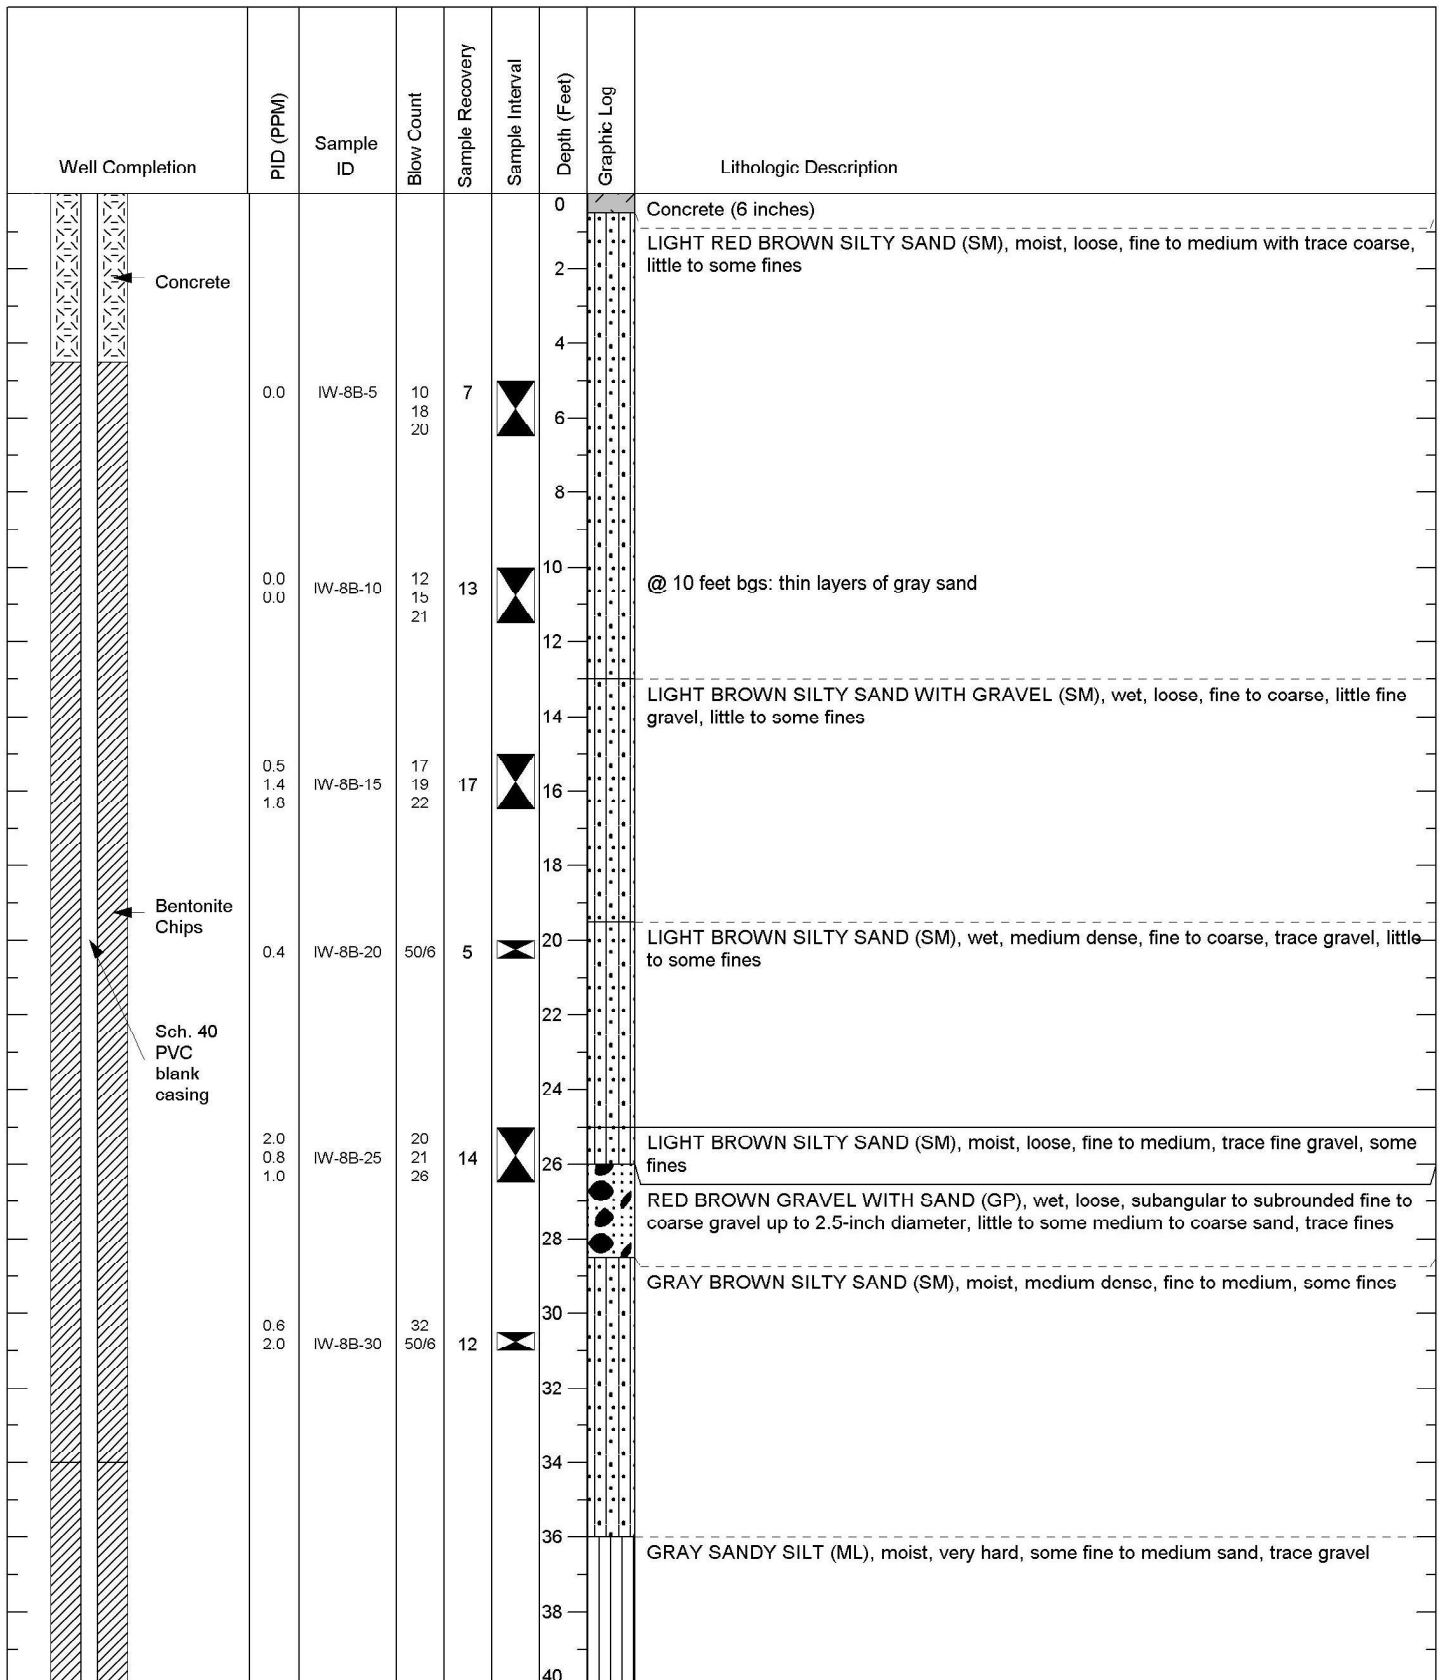 Well Completion
PID (PPM)
Sample
ID
Blow Count
Sample Recovery
Sample Interval
Depth (Feet)
Graphic Log
Lithologic Description
0
Concrete (6 inches)
LIGHT RED BROWN SILTY SAND (SM), moist, loose, fine to medium with trace coarse,
little to some fines
2
Concrete
4
0.0 IW-8B-5 10 7
18
6
20
8
10
@ 10 feet bgs: thin layers of gray sand
0.0 12
0.0 IW-8B-10 15 13
21
12
LIGHT BROWN SILTY SAND WITH GRAVEL (SM), wet, loose, fine to coarse, little fine
gravel, little to some fines
14
0.5 17
1.4 IW-8B-15 19 17
1.8 22
16
18
Bentonite
Chips
20
LIGHT BROWN SILTY SAND (SM), wet, medium dense, fine to coarse, trace gravel, little
to some fines
0.4 IW-8B-20 50/6 5
22
Sch. 40
PVC
blank
casing
24
LIGHT BROWN SILTY SAND (SM), moist, loose, fine to medium, trace fine gravel, some
fines
2.0 20
0.8 IW-8B-25 21 14
1.0 26
26
RED BROWN GRAVEL WITH SAND (GP), wet, loose, subangular to subrounded fine to
coarse gravel up to 2.5-inch diameter, little to some medium to coarse sand, trace fines
28
GRAY BROWN SILTY SAND (SM), moist, medium dense, fine to medium, some fines
30
0.6 32
2.0 IW-8B-30 50/6 12
32
34
36
GRAY SANDY SILT (ML), moist, very hard, some fine to medium sand, trace gravel
38
40